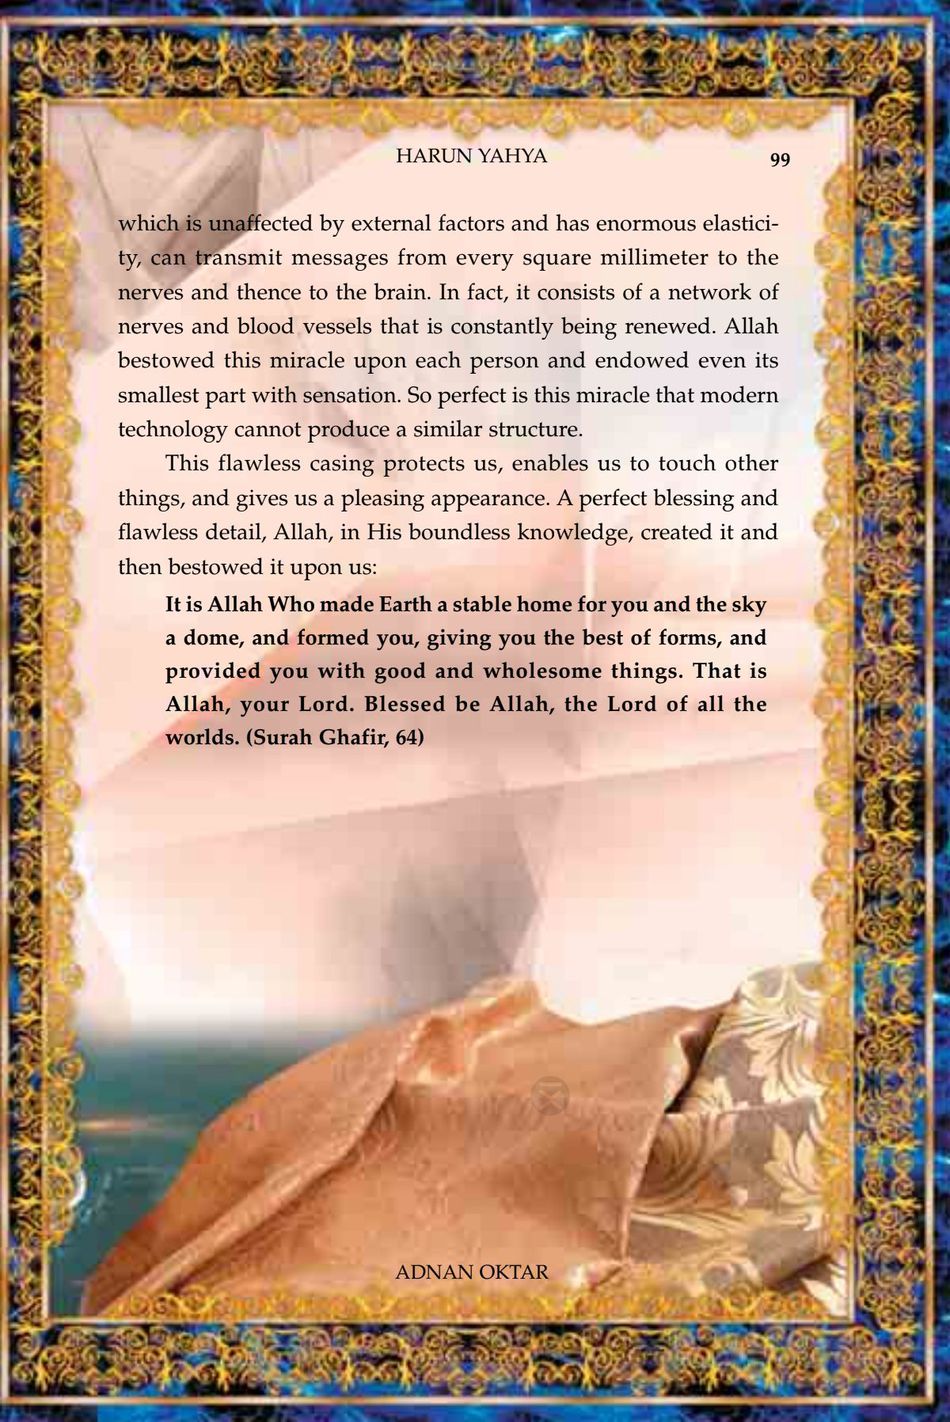 HARUN YAHYA
99
which is unaffected by external factors and has enormous elastici-
ty, can transmit messages from every square millimeter to the
nerves and thence to the brain. In fact, it consists of a network of
nerves and blood vessels that is constantly being renewed. Allah
bestowed this miracle upon each person and endowed even its
smallest part with sensation. So perfect is this miracle that modern
technology cannot produce a similar structure.
This flawless casing protects us, enables us to touch other
things, and gives us a pleasing appearance. A perfect blessing and
flawless detail, Allah, in His boundless knowledge, created it and
then bestowed it upon us:
It is Allah Who made Earth a stable home for you and the sky
a dome, and formed you, giving you the best of forms, and
provided you with good and wholesome things. That is
Allah, your Lord. Blessed be Allah, the Lord of all the
worlds. (Surah Ghafir, 64)
ADNAN OKTAR